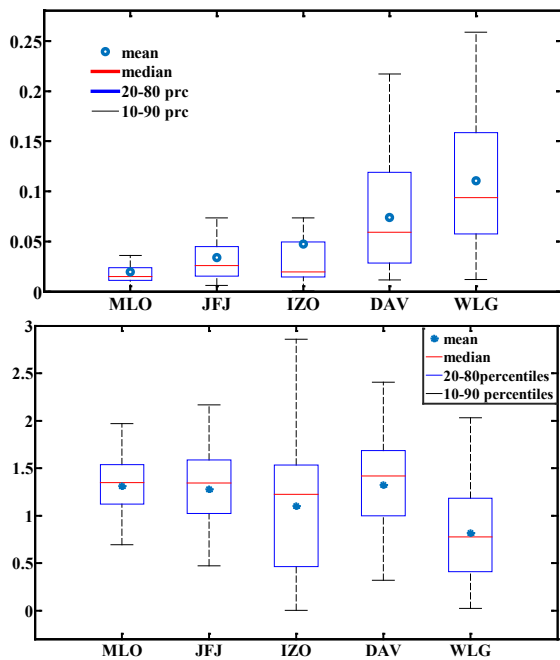 0.25
0.2
0.15
0.1
0.05
0
mean
median
20-80 prc
10-90 prc
MLO JFJ IZO DAV WLG
3
2.5
2
1.5
1
0.5
0
mean
median
20-80percentiles
10-90 percentiles
MLO JFJ IZO DAV WLG